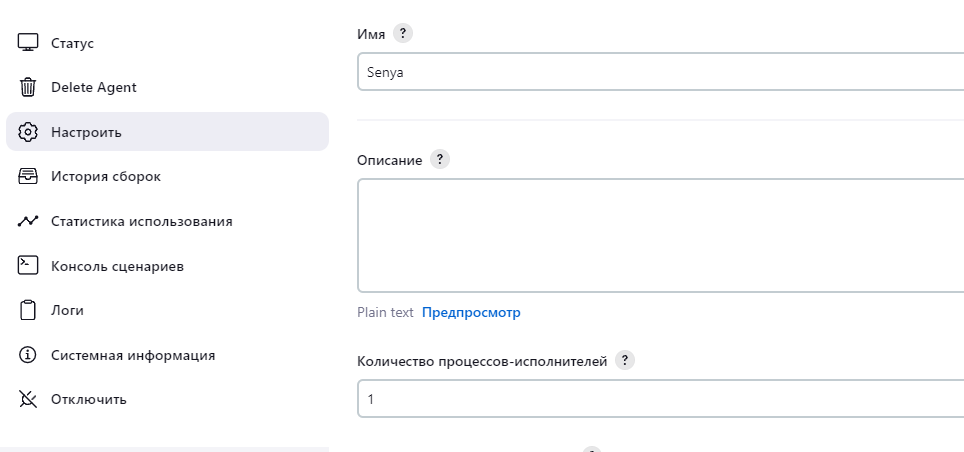 Статус
Delete Agent
Настроить
История сборок
Статистика использования
Консоль сценариев
Логи
Системная информация
Отключить
Имя ?
Senya
Описание ?
Plain text Предпросмотр
Количество процессов-исполнителей ?
1